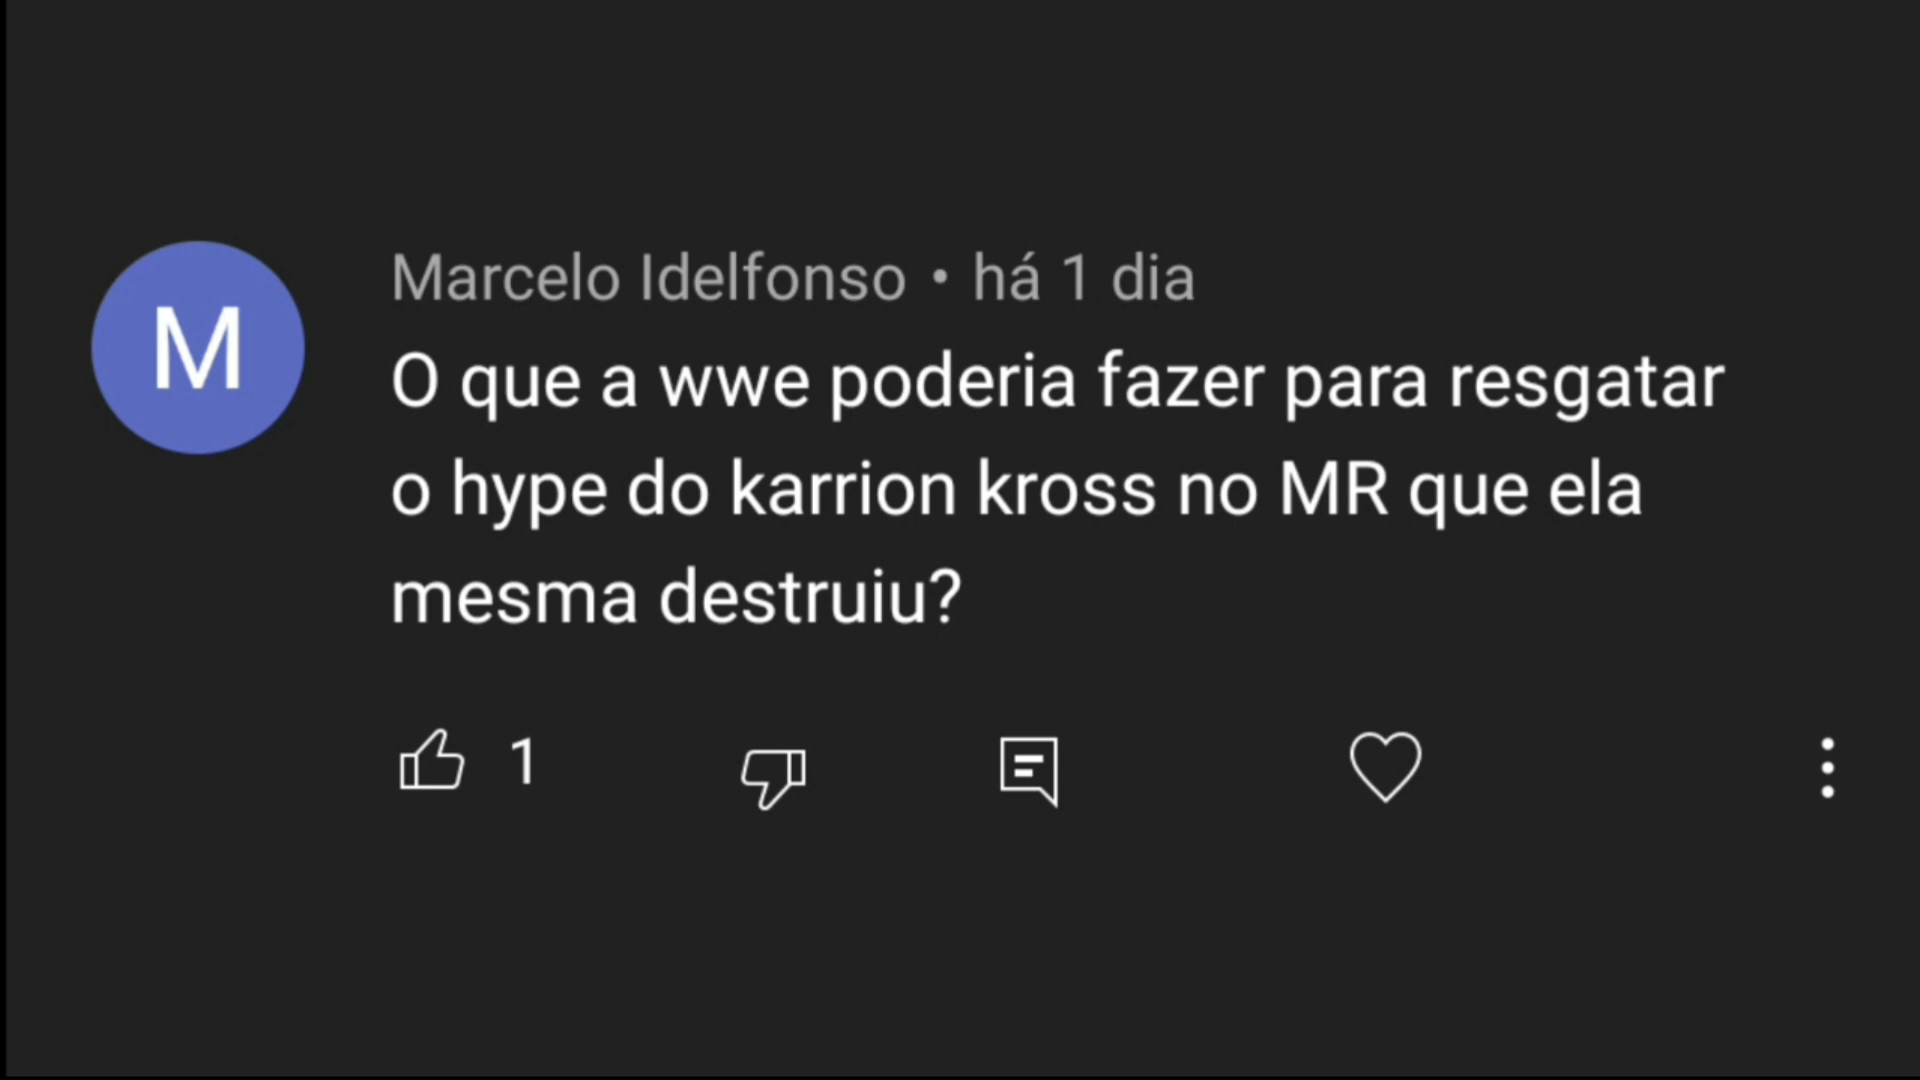 M
Marcelo Idelfonso • há 1 dia
O que a wwe poderia fazer para resgatar
o hype do karrion kross no MR que ela
mesma destruiu?
1